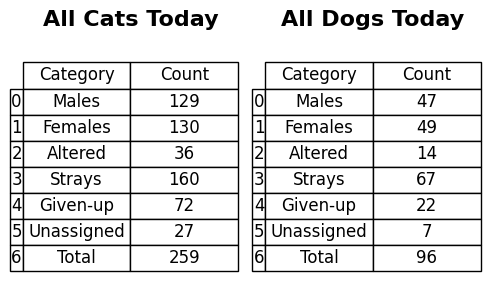 All Cats Today
Category Count
0 Males 129
1 Females 130
2 Altered 36
3 Strays 160
4 Given-up 72
5 Unassigned 27
6 Total 259
All Dogs Today
Category Count
0 Males 47
1 Females 49
2 Altered 14
3 Strays 67
4 Given-up 22
5 Unassigned 7
6 Total 96